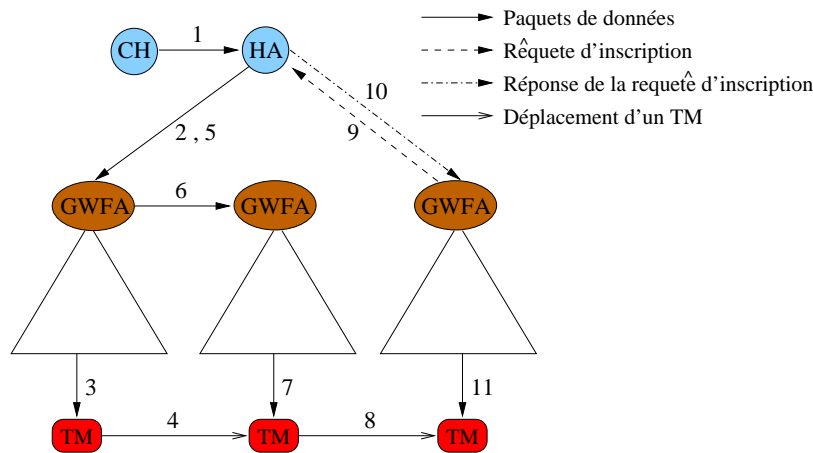 1
CH
HA
Paquets de données
Rêquete d'inscription
Réponse de la requetê d'inscription
Déplacement d'un TM
10
9
2 , 5
GWFA
6
GWFA
GWFA
3
7
11
TM
4
TM
8
TM